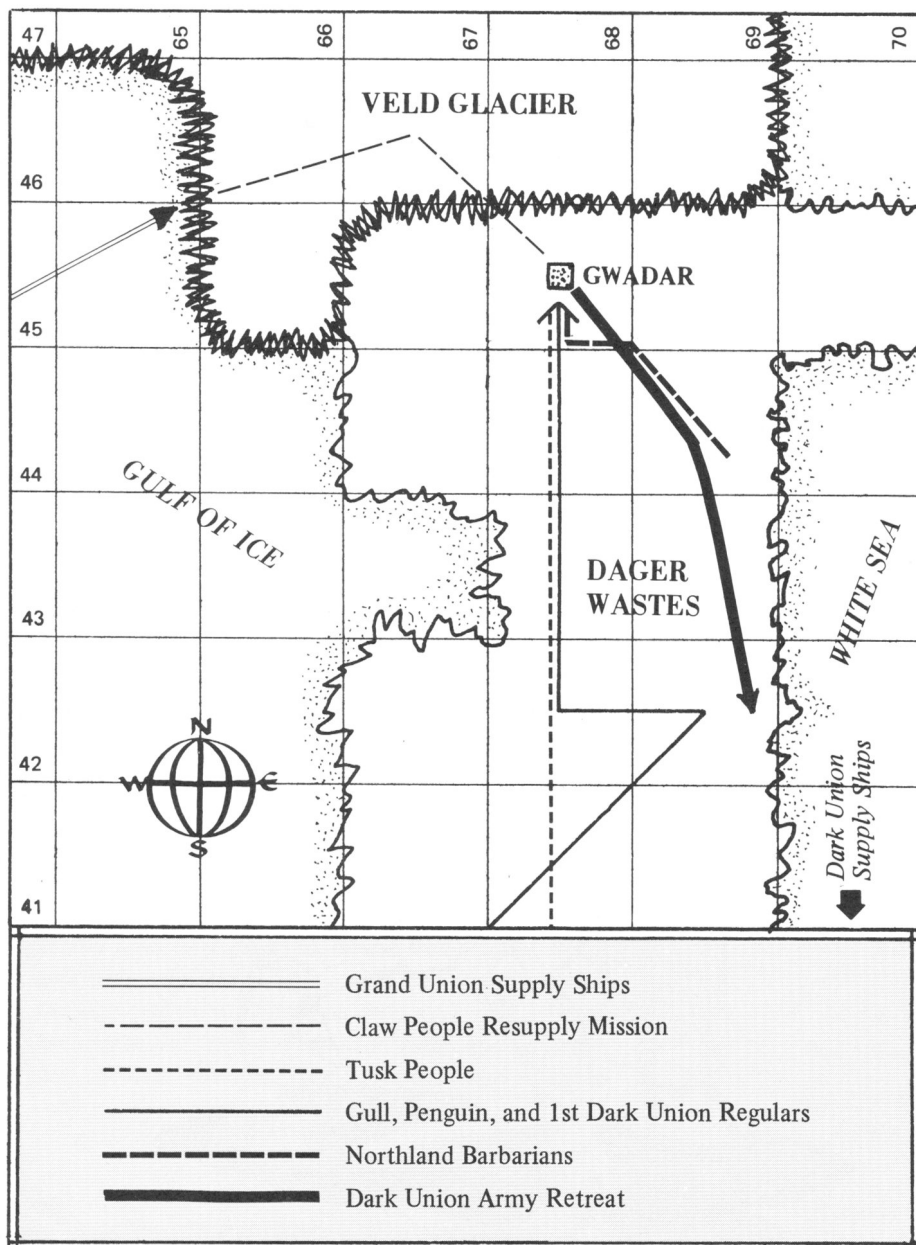 47
65
66
67
68
69
70
VELD GLACIER
46
GWADAR
45
44
GULF OF ICE
DAGER
WASTES
43
WHITE SEA
N
W E
S
42
Dark Union
Supply Ships
41
Grand Union Supply Ships
Claw People Resupply Mission
Tusk People
Gull, Penguin, and 1st Dark Union Regulars
Northland Barbarians
Dark Union Army Retreat